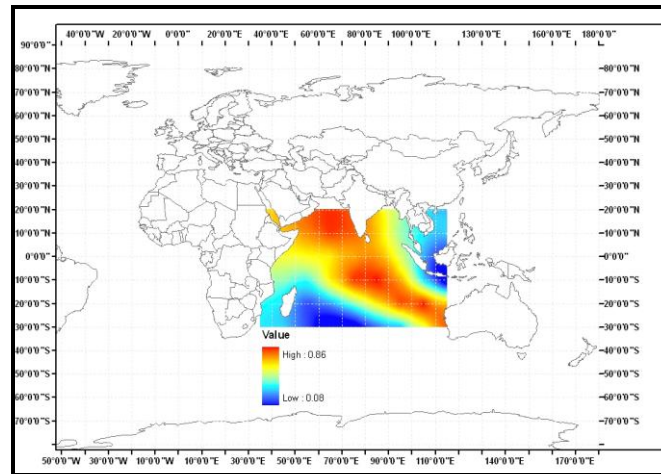 40°0'0"W 20°0'0"W 0°0'0" 20°0'0"E 40°0'0"E 60°0'0"E 80°0'0"E 100°0'0"E 130°0'0"E 160°0'0"E 180°0'0"
90°0'0"N 90°0'0"N
80°0'0"N 80°0'0"N
70°0'0"N 70°0'0"N
60°0'0"N 60°0'0"N
50°0'0"N 50°0'0"N
40°0'0"N 40°0'0"N
30°0'0"N 30°0'0"N
20°0'0"N 20°0'0"N
10°0'0"N 10°0'0"N
0°0'0" 0°0'0"
10°0'0"S 10°0'0"S
20°0'0"S 20°0'0"S
30°0'0"S 30°0'0"S
Value
40°0'0"S 40°0'0"S
High : 0.86
50°0'0"S 50°0'0"S
60°0'0"S 60°0'0"S
Low : 0.08
70°0'0"S 70°0'0"S
50°0'0"W 30°0'0"W 10°0'0"W 10°0'0"E 30°0'0"E 50°0'0"E 70°0'0"E 90°0'0"E 110°0'0"E 140°0'0"E 170°0'0"E